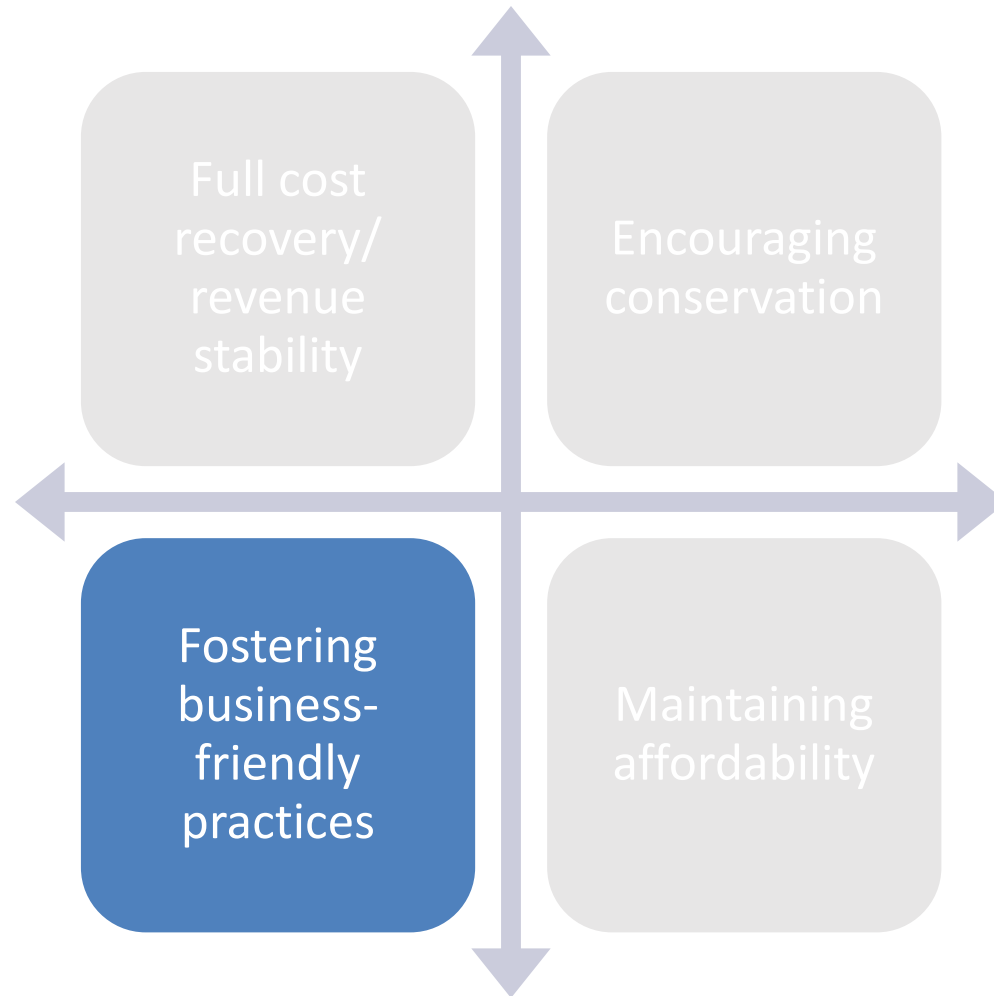 Full cost
recovery/
revenue
stability
Encouraging
conservation
Fostering
business-
friendly
practices
Maintaining
affordability